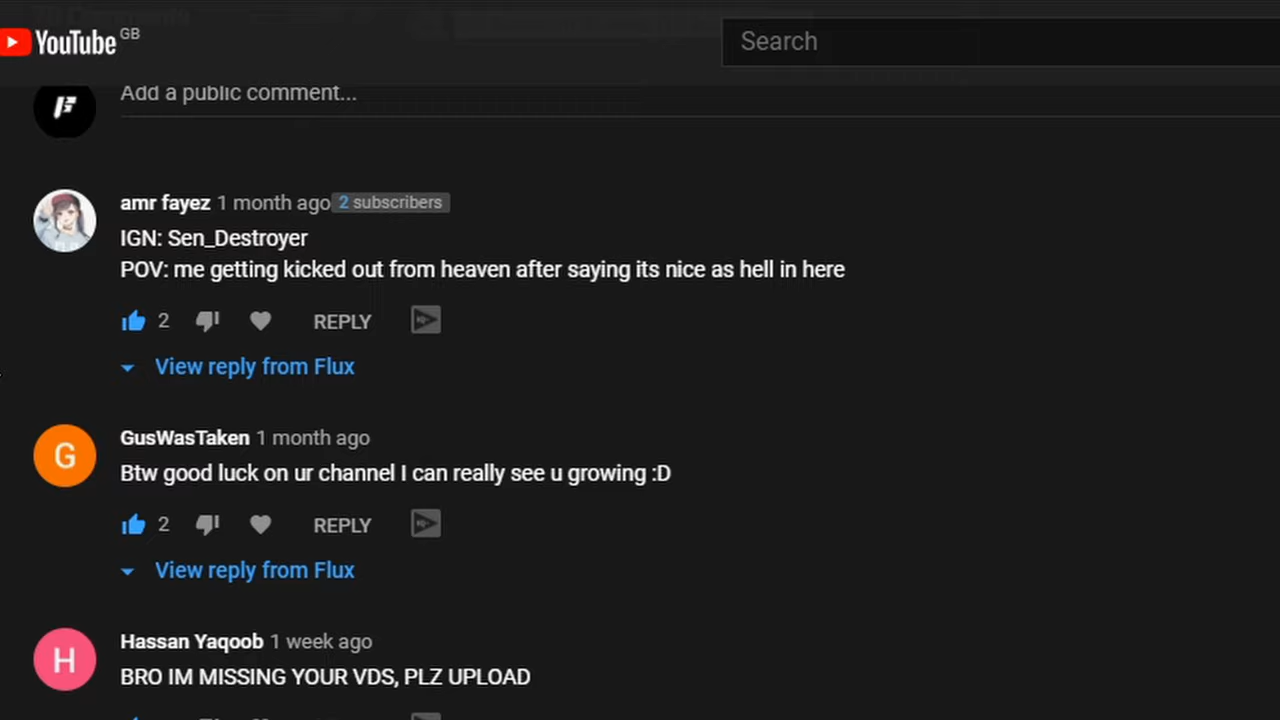 YouTube GB
Search
Add a public comment...
amr fayez 1 month ago 2 subscribers
IGN: Sen_Destroyer
POV: me getting kicked out from heaven after saying its nice as hell in here
2 REPLY
View reply from Flux
G
GusWasTaken 1 month ago
Btw good luck on ur channel I can really see u growing :D
2 REPLY
View reply from Flux
H
Hassan Yaqoob 1 week ago
BRO IM MISSING YOUR VDS, PLZ UPLOAD